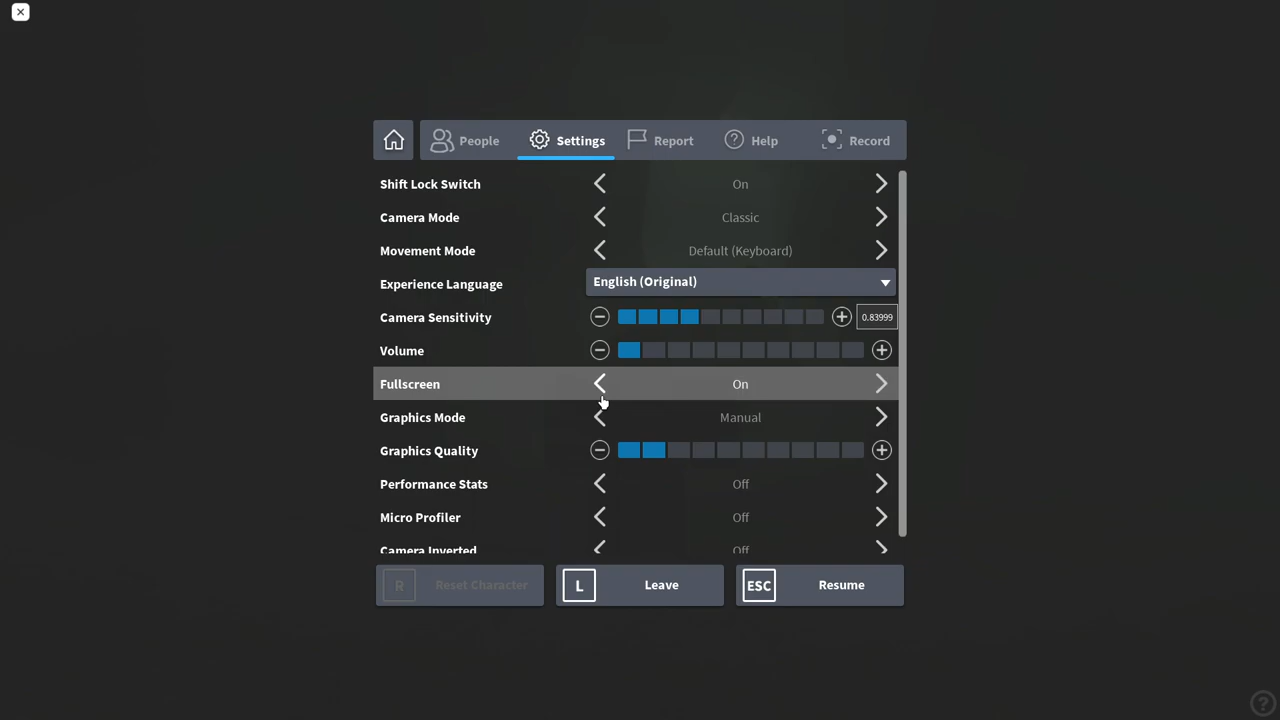 People
Settings
Report
Help
Record
Shift Lock Switch On
Camera Mode Classic
Movement Mode Default (Keyboard)
Experience Language English (Original)
Camera Sensitivity 0.83999
Volume
Fullscreen On
Graphics Mode Manual
Graphics Quality
Performance Stats Off
Micro Profiler Off
Camera Inverted Off
R Reset Character
L Leave
ESC Resume